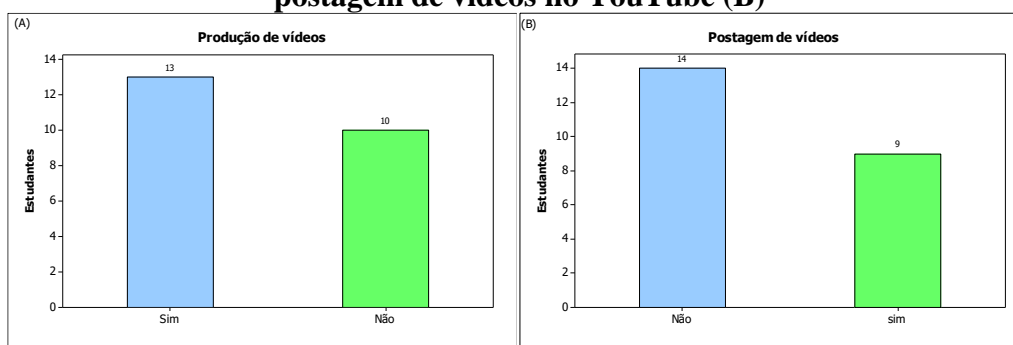 postagem de vídeos no YouTube (B)
(A)
Produção de vídeos
14
12
10
8
6
4
2
0
Estudantes
13
10
Sim
Não
(B)
Postagem de vídeos
14
12
10
8
6
4
2
0
Estudantes
14
9
Não
sim